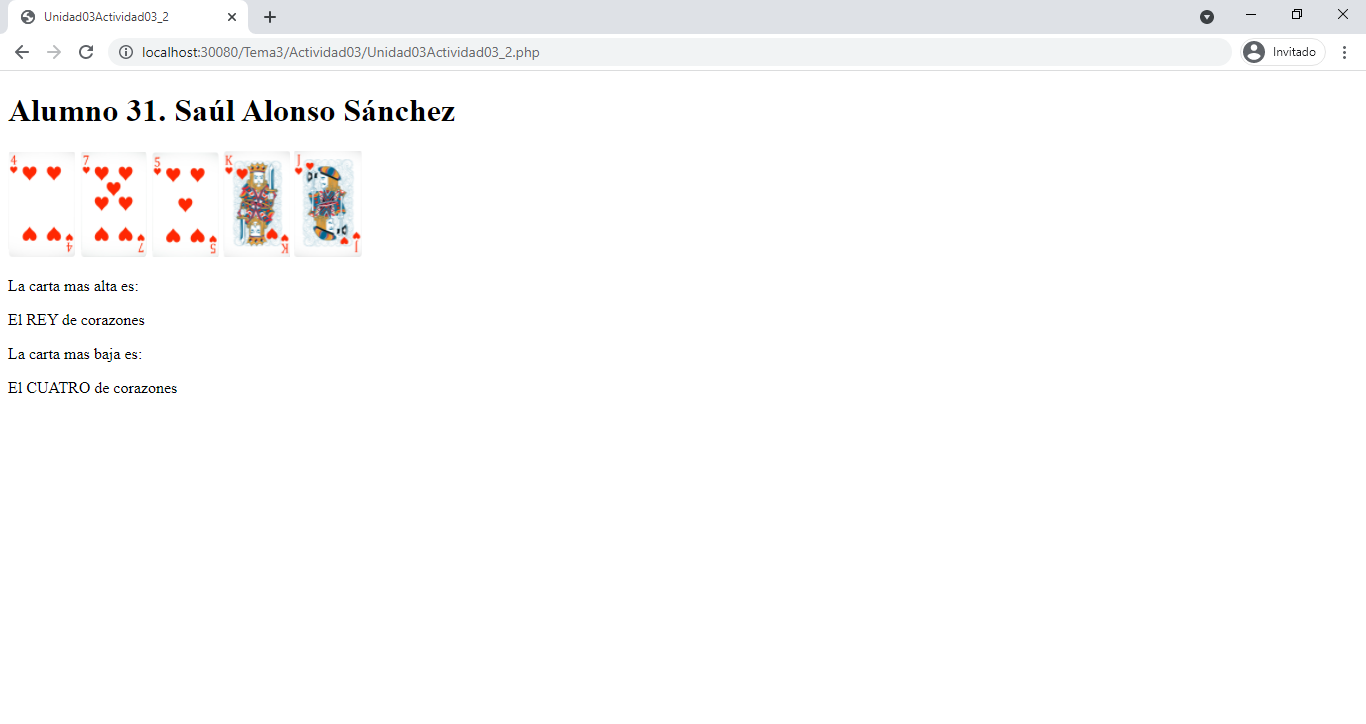 Unidad03Actividad03_2
localhost:30080/Tema3/Actividad03/Unidad03Actividad03_2.php
Invitado
Alumno 31. Saúl Alonso Sánchez
4 7 5 K J
4 7 5 K J
La carta mas alta es:
El REY de corazones
La carta mas baja es:
El CUATRO de corazones